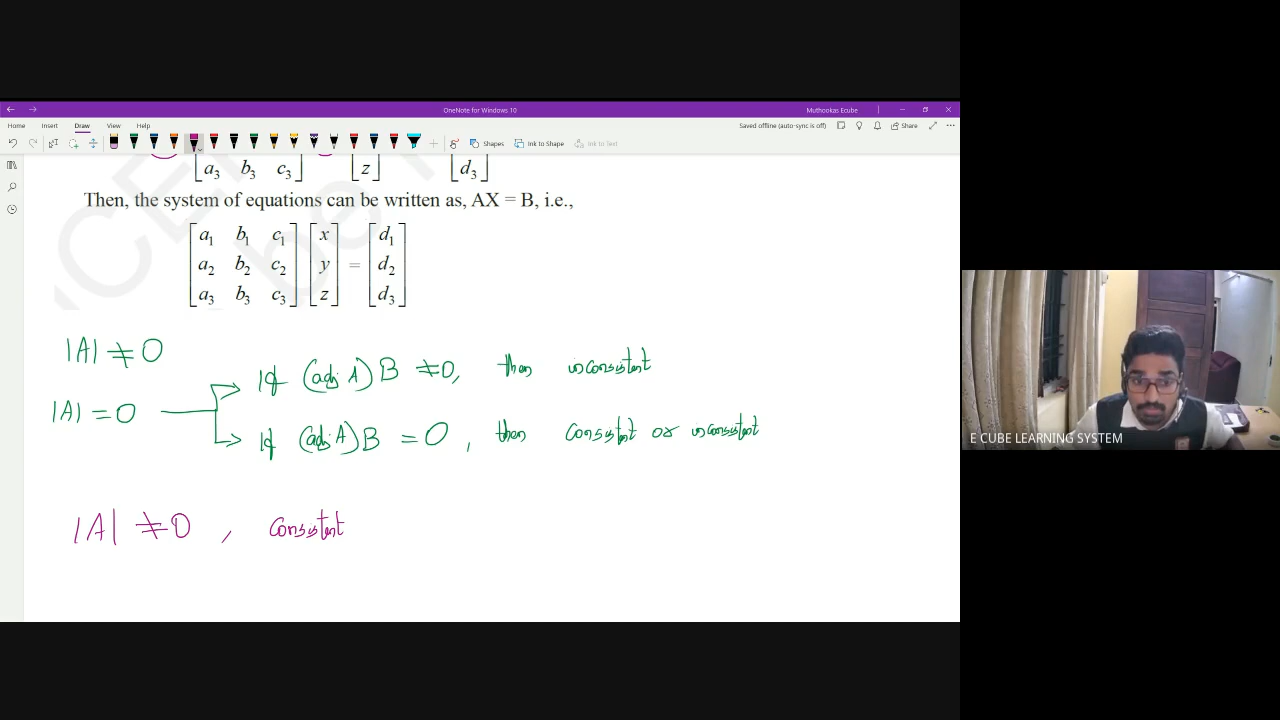 OneNote for Windows 10
Muthookas Ecube
Home Insert Draw View Help
Saved offline (auto-sync is off) Share
Shapes Ink to Shape Ink to Text
a₃ b₃ c₃ z d₃
Then, the system of equations can be written as, AX = B, i.e.,
a₁ b₁ c₁ x d₁
a₂ b₂ c₂ y = d₂
a₃ b₃ c₃ z d₃
|A| ≠ 0
If (adj A) B ≠ 0, then inconsistent
|A| = 0
If (adj A) B = 0, then consistent or inconsistent
|A| ≠ 0, Consistent
E CUBE LEARNING SYSTEM